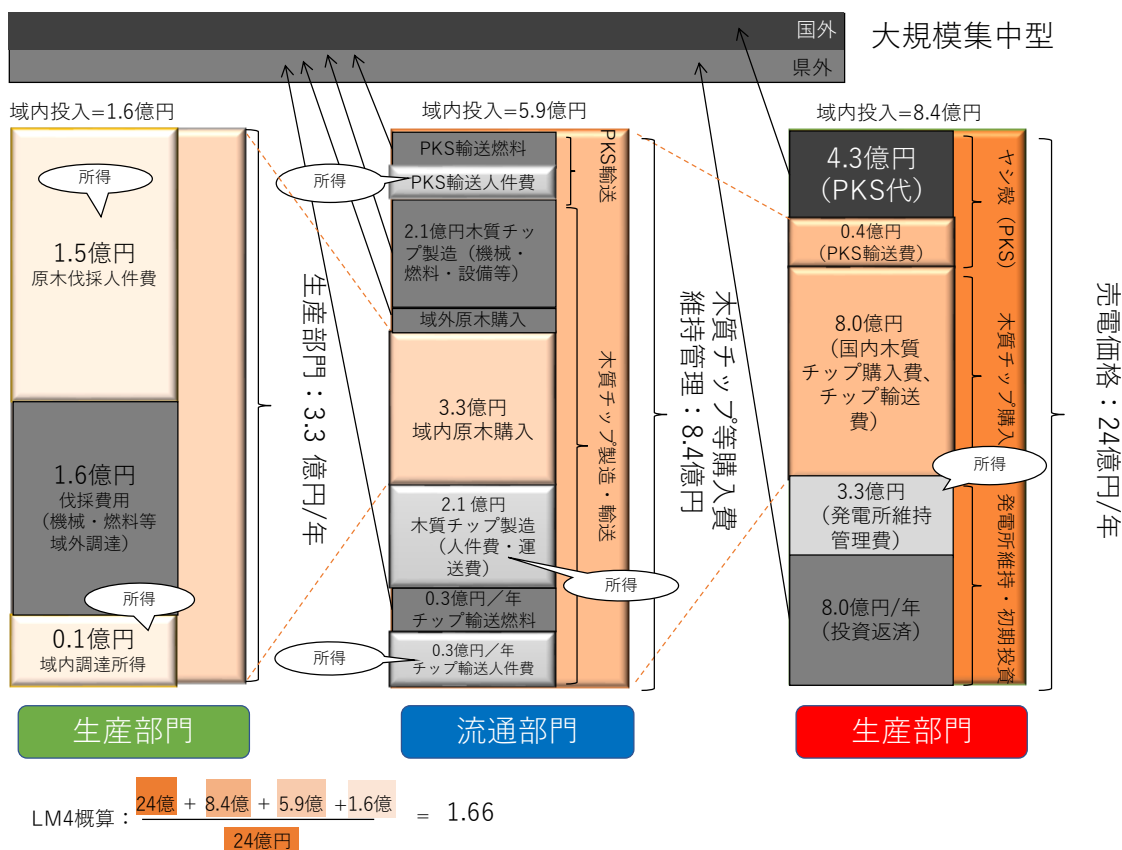 国外
県外
大規模集中型
域内投入=1.6億円
域内投入=5.9億円
域内投入=8.4億円
所得
1.5億円
原木伐採人件費
1.6億円
伐採費用
(機械・燃料等
域外調達)
所得
0.1億円
域内調達所得
生産部門：3.3 億円/年
PKS輸送燃料
所得
PKS輸送人件費
2.1億円木質チッ
プ製造（機械・
燃料・設備等）
域外原木購入
3.3億円
域内原木購入
2.1 億円
木質チップ製造
（人件費・運
送費）
所得
0.3億円／年
チップ輸送燃料
所得
0.3億円／年
チップ輸送人件費
PKS輸送
木質チップ製造・輸送
木質チップ等購入費
維持管理：8.4億円
4.3億円
(PKS代)
0.4億円
(PKS輸送費)
8.0億円
（国内木質
チップ購入費、
チップ輸送
費）
所得
3.3億円
(発電所維持
管理費)
8.0億円/年
(投資返済)
ヤシ殻（PKS）
木質チップ購入
発電所維持・初期投資
売電価格：24億円/年
生産部門
流通部門
生産部門
LM4概算：
24億 + 8.4億 + 5.9億 +1.6億
24億円
= 1.66